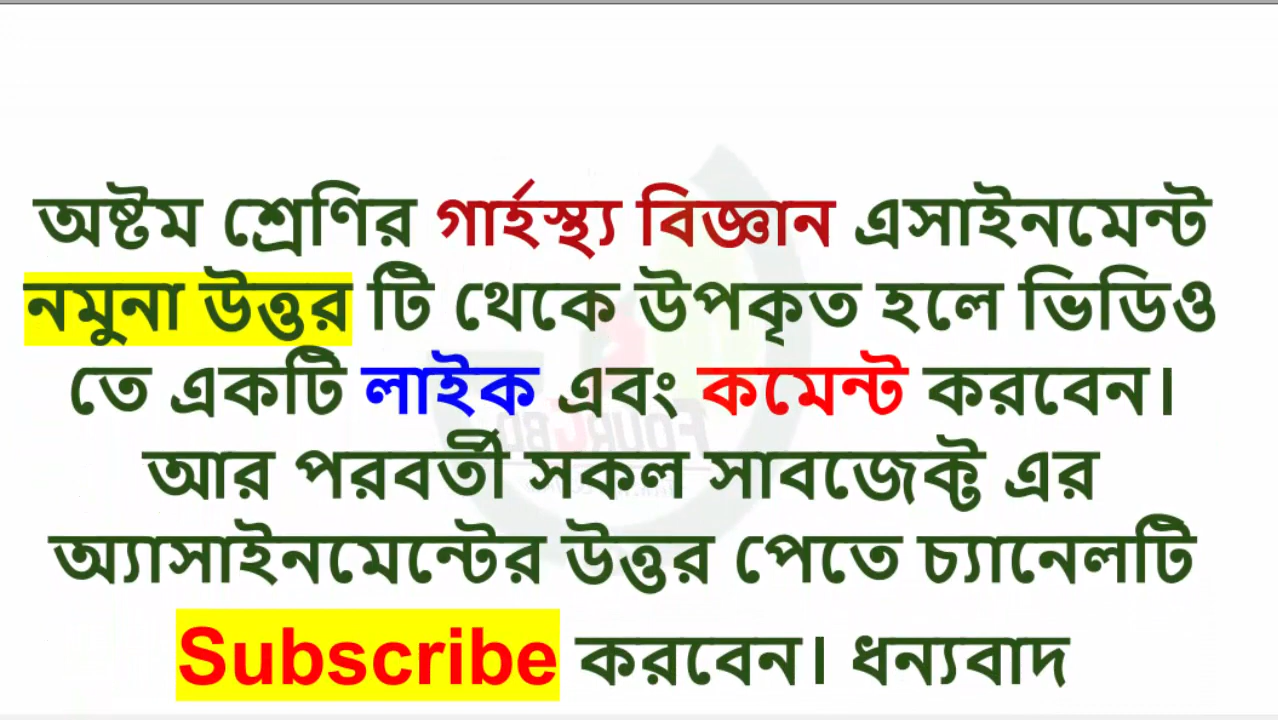 অষ্টম শ্রেণির গার্হস্থ্য বিজ্ঞান এসাইনমেন্ট
নমুনা উত্তর টি থেকে উপকৃত হলে ভিডিও
তে একটি লাইক এবং কমেন্ট করবেন।
আর পরবর্তী সকল সাবজেক্ট এর
অ্যাসাইনমেন্টের উত্তর পেতে চ্যানেলটি
Subscribe করবেন। ধন্যবাদ